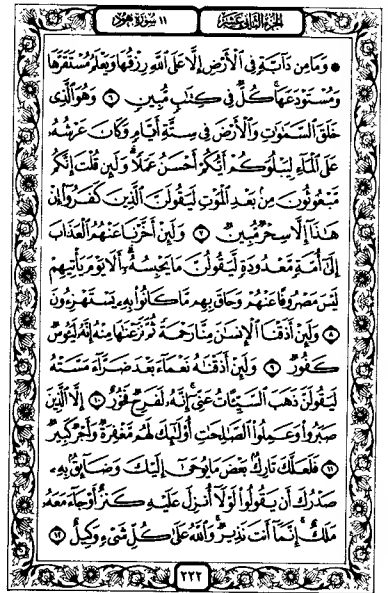 الجزء الثاني عشر ١١ سورة هود
۞ وَمَا مِن دَآبَّةٍ فِي ٱلْأَرْضِ إِلَّا عَلَى ٱللَّهِ رِزْقُهَا وَيَعْلَمُ مُسْتَقَرَّهَا
وَمُسْتَوْدَعَهَا ۚ كُلٌّ فِي كِتَٰبٍ مُّبِينٍ ٦ وَهُوَ ٱلَّذِي
خَلَقَ ٱلسَّمَٰوَٰتِ وَٱلْأَرْضَ فِي سِتَّةِ أَيَّامٍ وَكَانَ عَرْشُهُۥ
عَلَى ٱلْمَآءِ لِيَبْلُوَكُمْ أَيُّكُمْ أَحْسَنُ عَمَلًا ۗ وَلَئِن قُلْتَ إِنَّكُم
مَّبْعُوثُونَ مِنۢ بَعْدِ ٱلْمَوْتِ لَيَقُولَنَّ ٱلَّذِينَ كَفَرُوٓا۟ إِنْ
هَٰذَآ إِلَّا سِحْرٌ مُّبِينٌ ٧ وَلَئِنْ أَخَّرْنَا عَنْهُمُ ٱلْعَذَابَ
إِلَىٰٓ أُمَّةٍ مَّعْدُودَةٍ لَّيَقُولُنَّ مَا يَحْبِسُهُۥٓ ۗ أَلَا يَوْمَ يَأْتِيهِمْ
لَيْسَ مَصْرُوفًا عَنْهُمْ وَحَاقَ بِهِم مَّا كَانُوا۟ بِهِۦ يَسْتَهْزِءُونَ
٨ وَلَئِنْ أَذَقْنَا ٱلْإِنسَٰنَ مِنَّا رَحْمَةً ثُمَّ نَزَعْنَٰهَا مِنْهُ إِنَّهُۥ لَيَـُٔوسٌ
كَفُورٌ ٩ وَلَئِنْ أَذَقْنَٰهُ نَعْمَآءَ بَعْدَ ضَرَّآءَ مَسَّتْهُ
لَيَقُولَنَّ ذَهَبَ ٱلسَّيِّـَٔاتُ عَنِّيٓ ۚ إِنَّهُۥ لَفَرِحٌ فَخُورٌ ١٠ إِلَّا ٱلَّذِينَ
صَبَرُوا۟ وَعَمِلُوا۟ ٱلصَّٰلِحَٰتِ أُو۟لَٰٓئِكَ لَهُم مَّغْفِرَةٌ وَأَجْرٌ كَبِيرٌ
١١ فَلَعَلَّكَ تَارِكٌۢ بَعْضَ مَا يُوحَىٰٓ إِلَيْكَ وَضَآئِقٌۢ بِهِۦ
صَدْرُكَ أَن يَقُولُوا۟ لَوْلَآ أُنزِلَ عَلَيْهِ كَنزٌ أَوْ جَآءَ مَعَهُۥ
مَلَكٌ ۚ إِنَّمَآ أَنتَ نَذِيرٌ ۚ وَٱللَّهُ عَلَىٰ كُلِّ شَيْءٍ وَكِيلٌ ١٢
٢٢٢